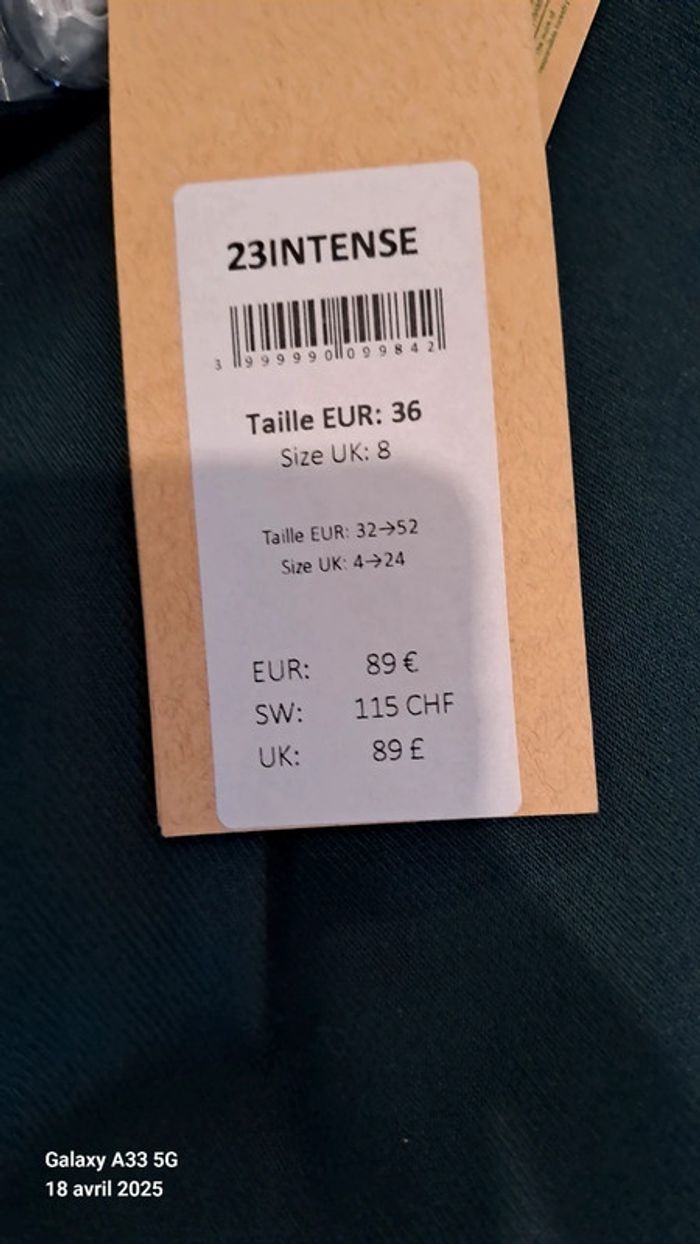 23INTENSE
3 999990 099842
Taille EUR: 36
Size UK: 8
Taille EUR: 32→52
Size UK: 4→24
EUR: 89 €
SW: 115 CHF
UK: 89 £
Galaxy A33 5G
18 avril 2025